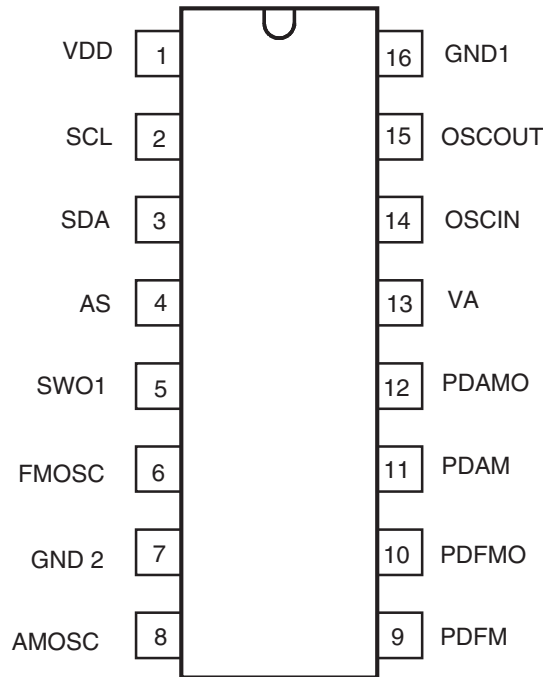 VDD 1 16 GND1
SCL 2 15 OSCOUT
SDA 3 14 OSCIN
AS 4 13 VA
SWO1 5 12 PDAMO
FMOSC 6 11 PDAM
GND 2 7 10 PDFMO
AMOSC 8 9 PDFM